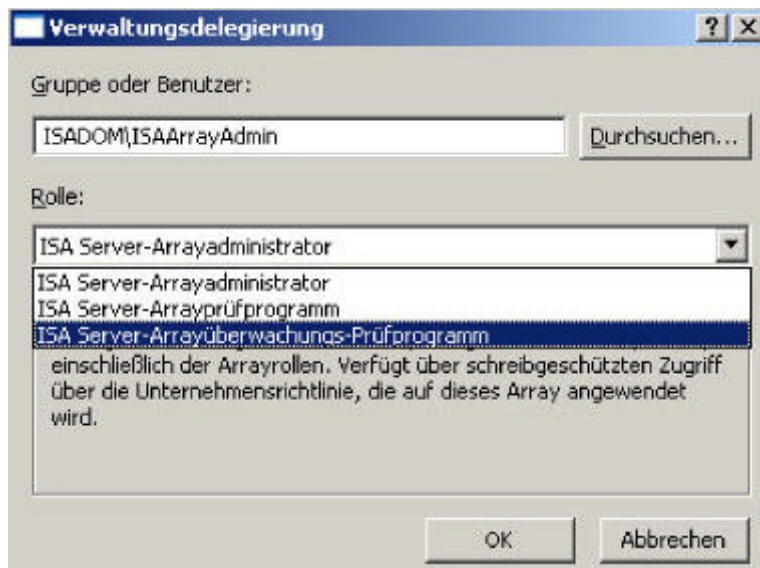 Verwaltungsdelegierung
Gruppe oder Benutzer:
ISADOM\ISAArrayAdmin
Durchsuchen...
Rolle:
ISA Server-Arrayadministrator
ISA Server-Arrayadministrator
ISA Server-Arrayprüfprogramm
ISA Server-Arrayüberwachungs-Prüfprogramm
einschließlich der Arrayrollen. Verfügt über schreibgeschützten Zugriff
über die Unternehmensrichtlinie, die auf dieses Array angewendet
wird.
OK
Abbrechen